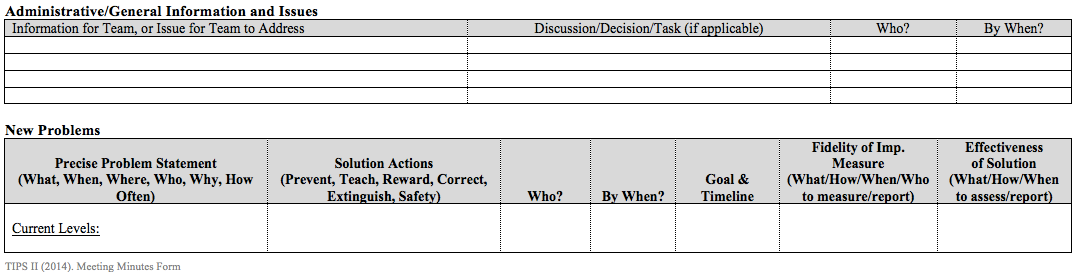 Administrative/General Information and Issues
Information for Team, or Issue for Team to Address Discussion/Decision/Task (if applicable) Who? By When?
New Problems
Precise Problem Statement
(What, When, Where, Who, Why, How
Often)
Solution Actions
(Prevent, Teach, Reward, Correct,
Extinguish, Safety)
Who?
By When?
Goal &
Timeline
Fidelity of Imp.
Measure
(What/How/When/Who
to measure/report)
Effectiveness
of Solution
(What/How/When
to assess/report)
Current Levels:
TIPS II (2014). Meeting Minutes Form